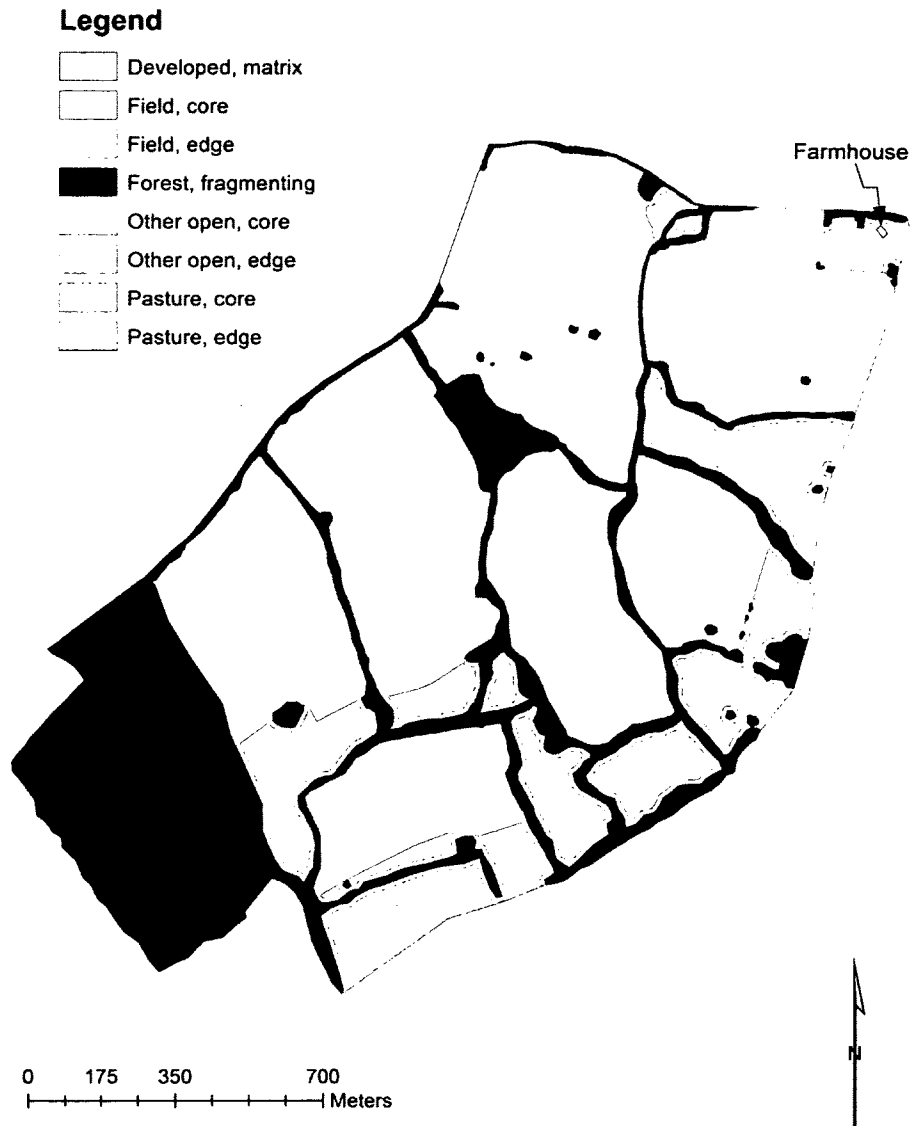 Legend
Developed, matrix
Field, core
Field, edge
Forest, fragmenting
Other open, core
Other open, edge
Pasture, core
Pasture, edge
Farmhouse
0 175 350 700
Meters
N